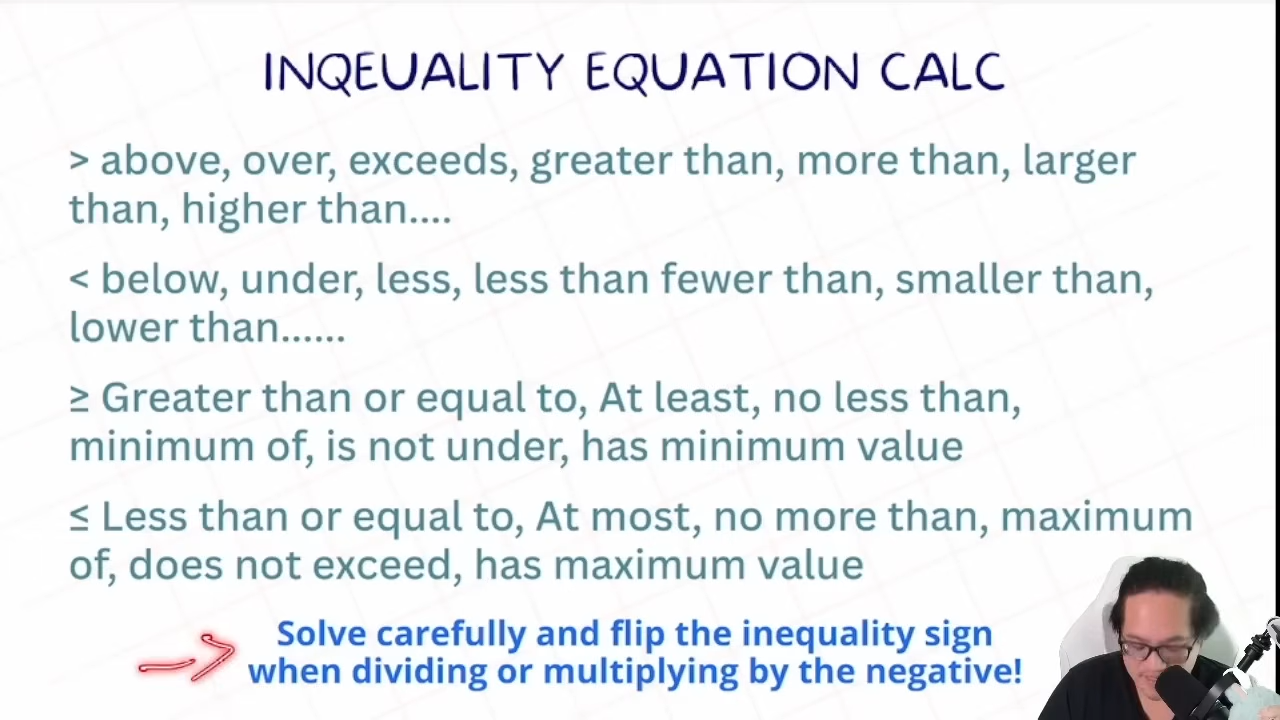 INQEUALITY EQUATION CALC
> above, over, exceeds, greater than, more than, larger
than, higher than....
< below, under, less, less than fewer than, smaller than,
lower than......
≥ Greater than or equal to, At least, no less than,
minimum of, is not under, has minimum value
≤ Less than or equal to, At most, no more than, maximum
of, does not exceed, has maximum value
Solve carefully and flip the inequality sign
when dividing or multiplying by the negative!